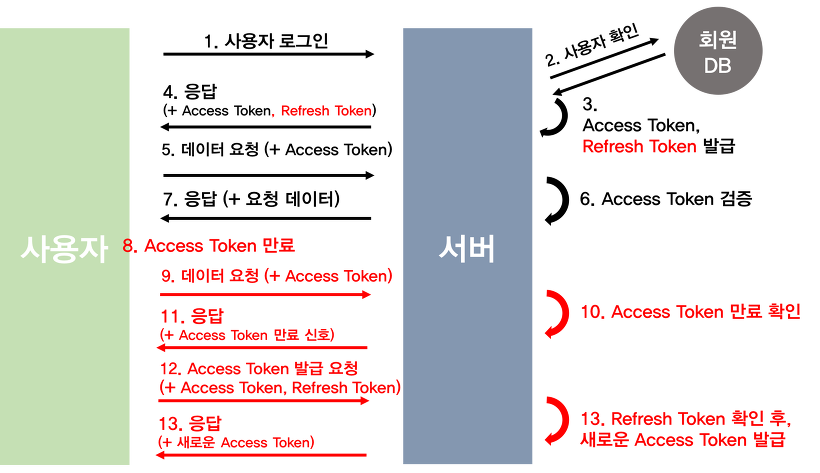 1. 사용자 로그인
2. 사용자 확인
회원
DB
3.
Access Token,
Refresh Token 발급
4. 응답
(+ Access Token, Refresh Token)
5. 데이터 요청 (+ Access Token)
6. Access Token 검증
7. 응답 (+ 요청 데이터)
사용자
서버
8. Access Token 만료
9. 데이터 요청 (+ Access Token)
10. Access Token 만료 확인
11. 응답
(+ Access Token 만료 신호)
12. Access Token 발급 요청
(+ Access Token, Refresh Token)
13. Refresh Token 확인 후,
새로운 Access Token 발급
13. 응답
(+ 새로운 Access Token)